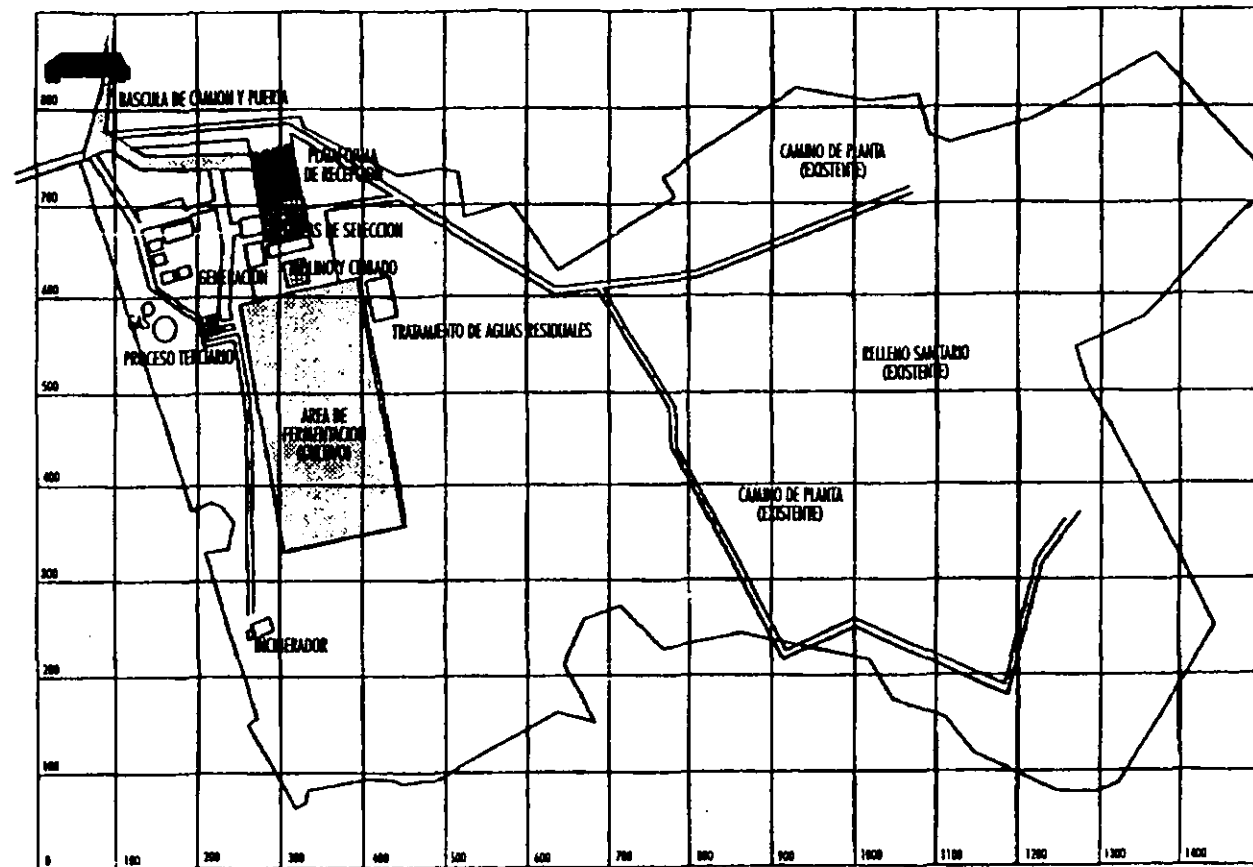 BASCULA DE CAMION Y PUERTA
800
PLATAFORMA
DE RECEPCION
CAMINO DE PLANTA
(EXISTENTE)
700
DE SELECCION
GENERACION
MOLINO Y CRIBADO
600
GAS
TRATAMIENTO DE AGUAS RESIDUALES
PROCESO TERCIARIO
RELLENO SANITARIO
(EXISTENTE)
500
AREA DE
FERMENTACION
400
CAMINO DE PLANTA
(EXISTENTE)
300
INCINERADOR
200
100
0 100 200 300 400 500 600 700 800 900 1000 1100 1200 1300 1400